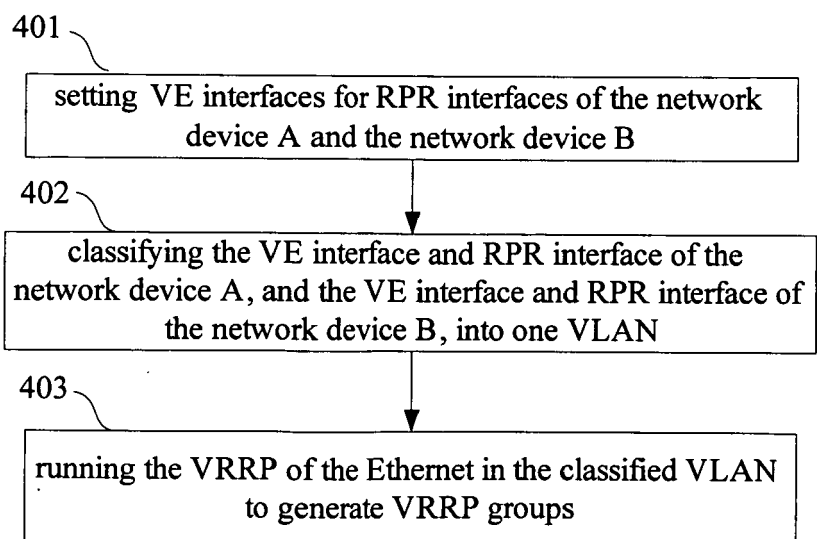 401
setting VE interfaces for RPR interfaces of the network
device A and the network device B
402
classifying the VE interface and RPR interface of the
network device A, and the VE interface and RPR interface of
the network device B, into one VLAN
403
running the VRRP of the Ethernet in the classified VLAN
to generate VRRP groups